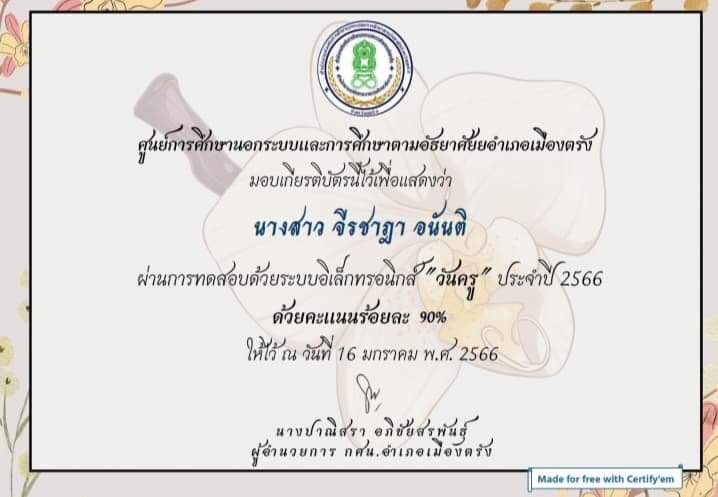 ศูนย์การศึกษานอกระบบและการศึกษาตามอัธยาศัยอำเภอเมืองตรัง
มอบเกียรติบัตรนี้ไว้เพื่อแสดงว่า
นางสาว จีรชาฎา อนันติ
ผ่านการทดสอบด้วยระบบอิเล็กทรอนิกส์ "วันครู" ประจำปี 2566
ด้วยคะแนนร้อยละ 90%
ให้ไว้ ณ วันที่ 16 มกราคม พ.ศ. 2566
นางปาณิสรา อภิชัยสรพันธุ์
ผู้อำนวยการ กศน.อำเภอเมืองตรัง
Made for free with Certify'em